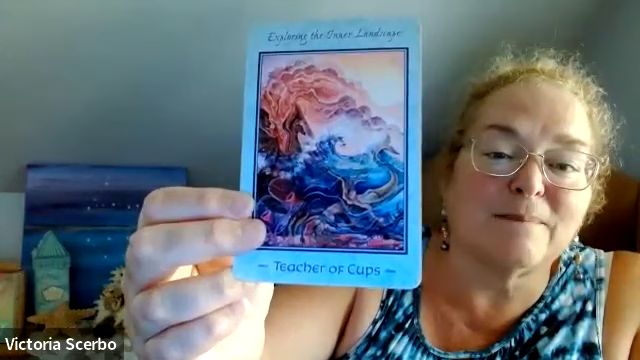 Exploring the Inner Landscape
Teacher of Cups
Victoria Scerbo